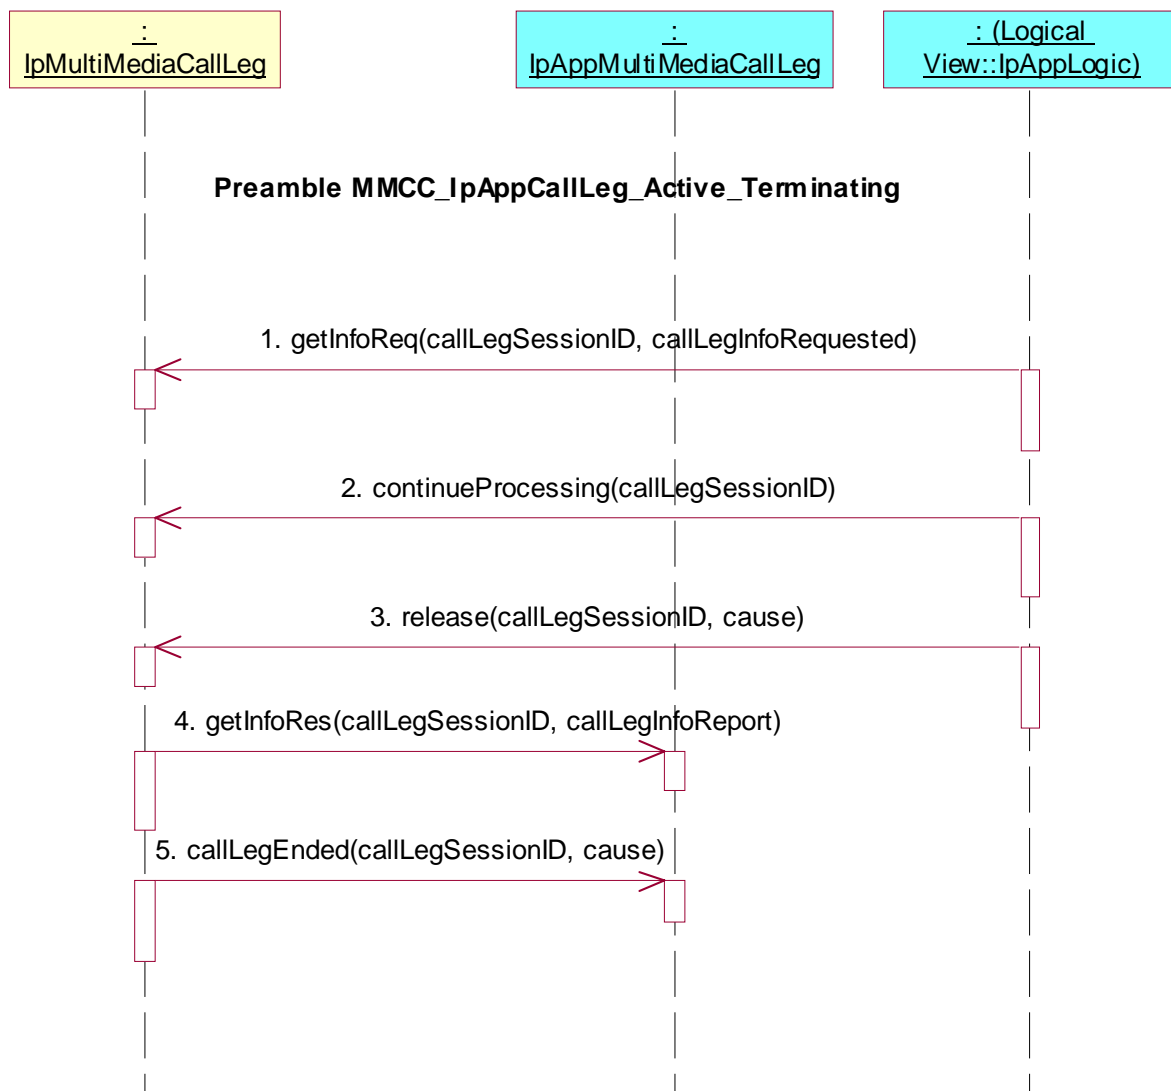 :
IpMultiMediaCallLeg
:
IpAppMultiMediaCallLeg
: (Logical
View::IpAppLogic)
Preamble MMCC_IpAppCallLeg_Active_Terminating
1. getInfoReq(callLegSessionID, callLegInfoRequested)
2. continueProcessing(callLegSessionID)
3. release(callLegSessionID, cause)
4. getInfoRes(callLegSessionID, callLegInfoReport)
5. callLegEnded(callLegSessionID, cause)